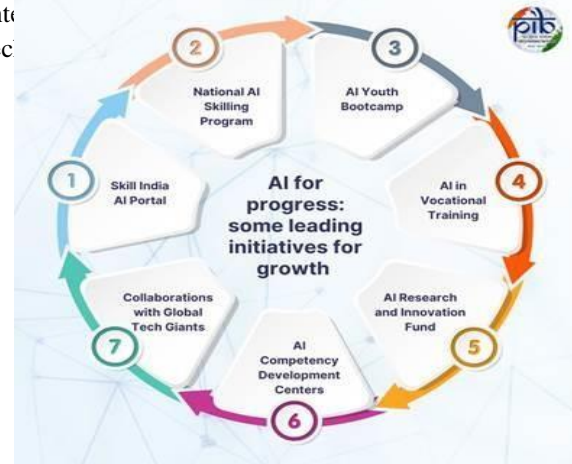 pib
2
National AI
Skilling
Program
3
AI Youth
Bootcamp
1
Skill India
AI Portal
AI for
progress:
some leading
initiatives for
growth
4
AI in
Vocational
Training
7
Collaborations
with Global
Tech Giants
AI Research
and Innovation
Fund
5
AI
Competency
Development
Centers
6